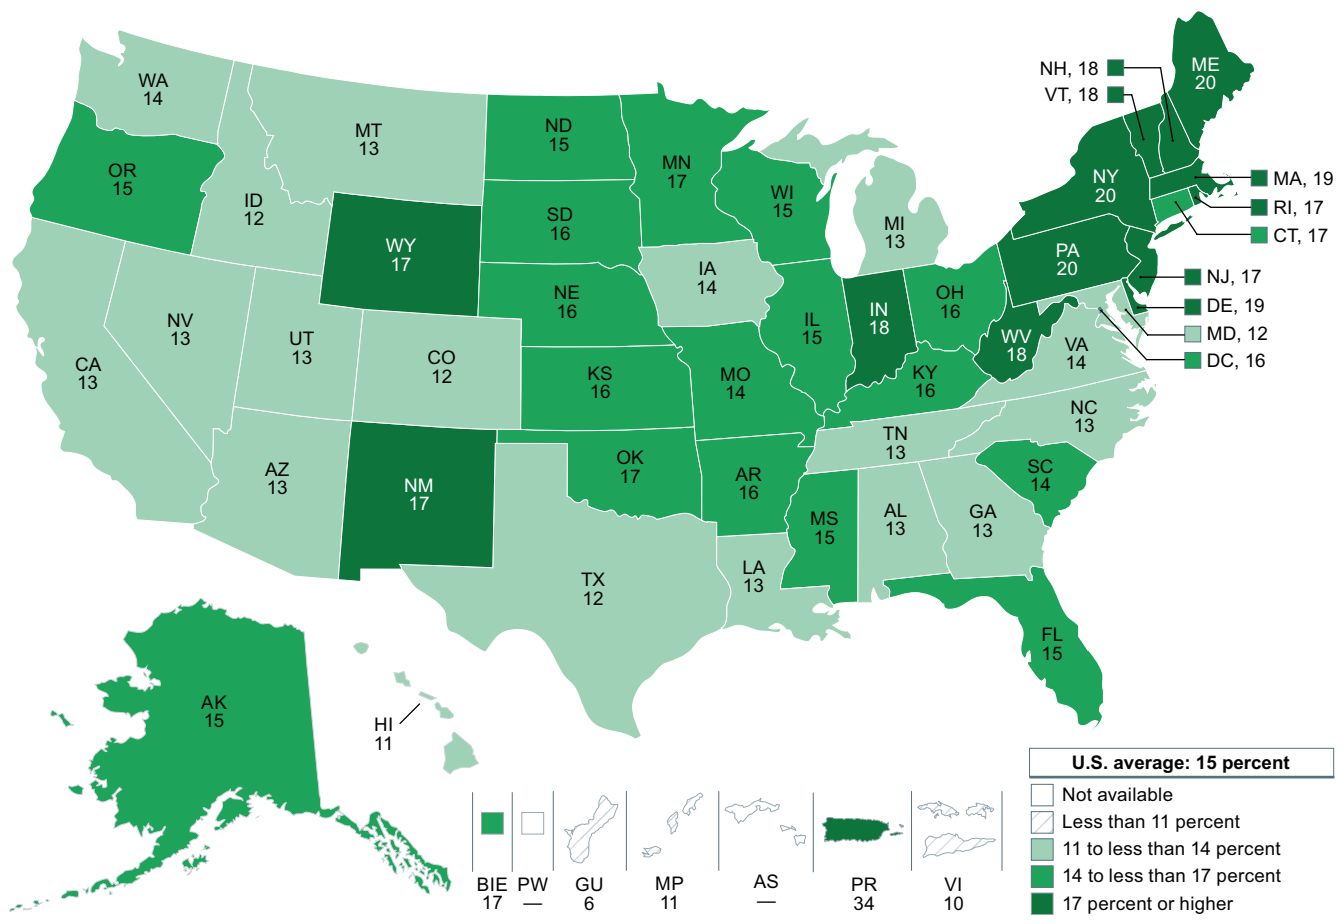 WA
14
OR
15
CA
13
NV
13
ID
12
MT
13
WY
17
UT
13
CO
12
AZ
13
NM
17
ND
15
SD
16
NE
16
KS
16
OK
17
TX
12
MN
17
IA
14
MO
14
AR
16
LA
13
WI
15
IL
15
MI
13
IN
18
OH
16
KY
16
TN
13
MS
15
AL
13
GA
13
FL
15
SC
14
NC
13
VA
14
WV
18
PA
20
NY
20
ME
20
NH, 18
VT, 18
MA, 19
RI, 17
CT, 17
NJ, 17
DE, 19
MD, 12
DC, 16
AK
15
HI
11
BIE
17
PW
—
GU
6
MP
11
AS
—
PR
34
VI
10
U.S. average: 15 percent
Not available
Less than 11 percent
11 to less than 14 percent
14 to less than 17 percent
17 percent or higher